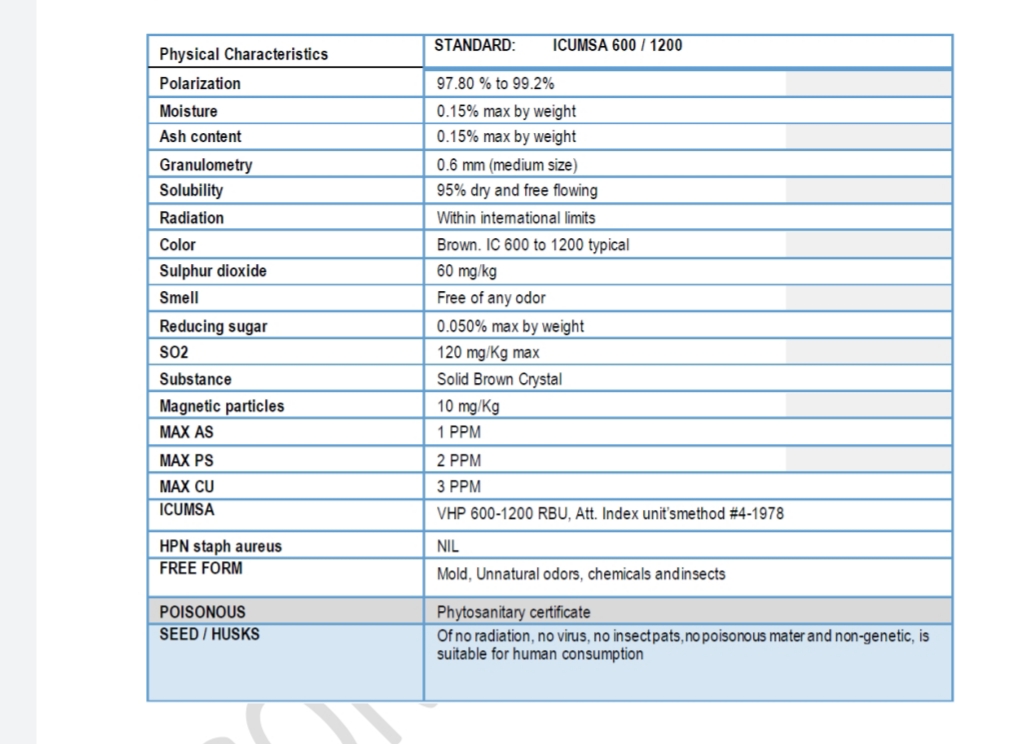 Physical Characteristics STANDARD: ICUMSA 600 / 1200
Polarization 97.80 % to 99.2%
Moisture 0.15% max by weight
Ash content 0.15% max by weight
Granulometry 0.6 mm (medium size)
Solubility 95% dry and free flowing
Radiation Within international limits
Color Brown. IC 600 to 1200 typical
Sulphur dioxide 60 mg/kg
Smell Free of any odor
Reducing sugar 0.050% max by weight
SO2 120 mg/Kg max
Substance Solid Brown Crystal
Magnetic particles 10 mg/Kg
MAX AS 1 PPM
MAX PS 2 PPM
MAX CU 3 PPM
ICUMSA VHP 600-1200 RBU, Att. Index unit'smethod #4-1978
HPN staph aureus NIL
FREE FORM Mold, Unnatural odors, chemicals andinsects
POISONOUS Phytosanitary certificate
SEED / HUSKS Of no radiation, no virus, no insectpats,nopoisonous mater and non-genetic, is
suitable for human consumption